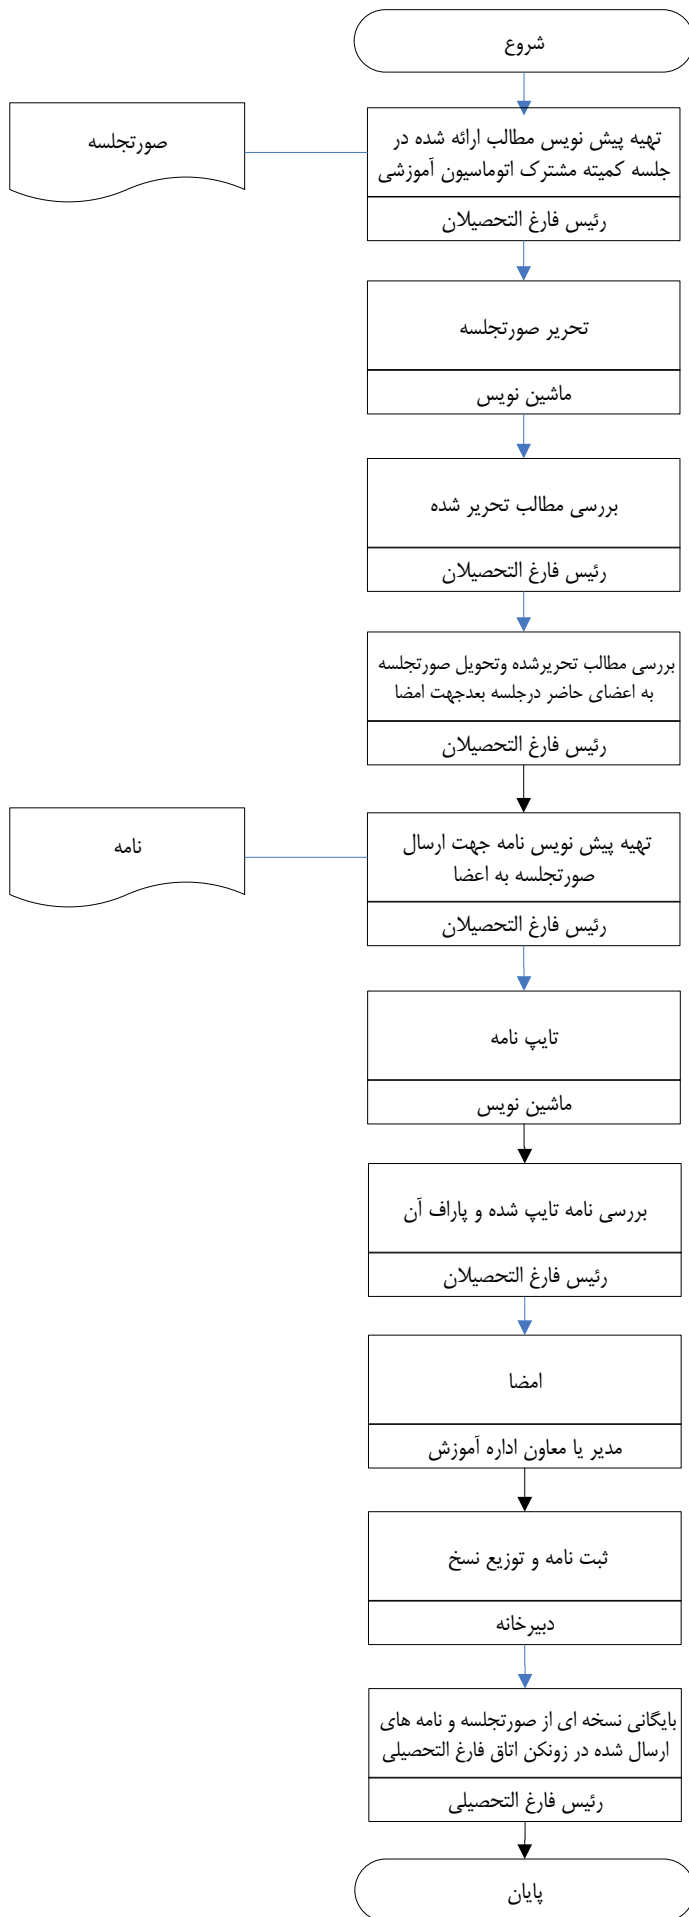 شروع
تهیه پیش نویس مطالب ارائه شده در
جلسه کمیته مشترک اتوماسیون آموزشی
رئیس فارغ التحصیلان
صورتجلسه
تحریر صورتجلسه
ماشین نویس
بررسی مطالب تحریر شده
رئیس فارغ التحصیلان
بررسی مطالب تحریرشده وتحویل صورتجلسه
به اعضای حاضر درجلسه بعدجهت امضا
رئیس فارغ التحصیلان
تهیه پیش نویس نامه جهت ارسال
صورتجلسه به اعضا
رئیس فارغ التحصیلان
نامه
تایپ نامه
ماشین نویس
بررسی نامه تایپ شده و پاراف آن
رئیس فارغ التحصیلان
امضا
مدیر یا معاون اداره آموزش
ثبت نامه و توزیع نسخ
دبیرخانه
بایگانی نسخه ای از صورتجلسه و نامه های
ارسال شده در زونکن اتاق فارغ التحصیلی
رئیس فارغ التحصیلی
پایان